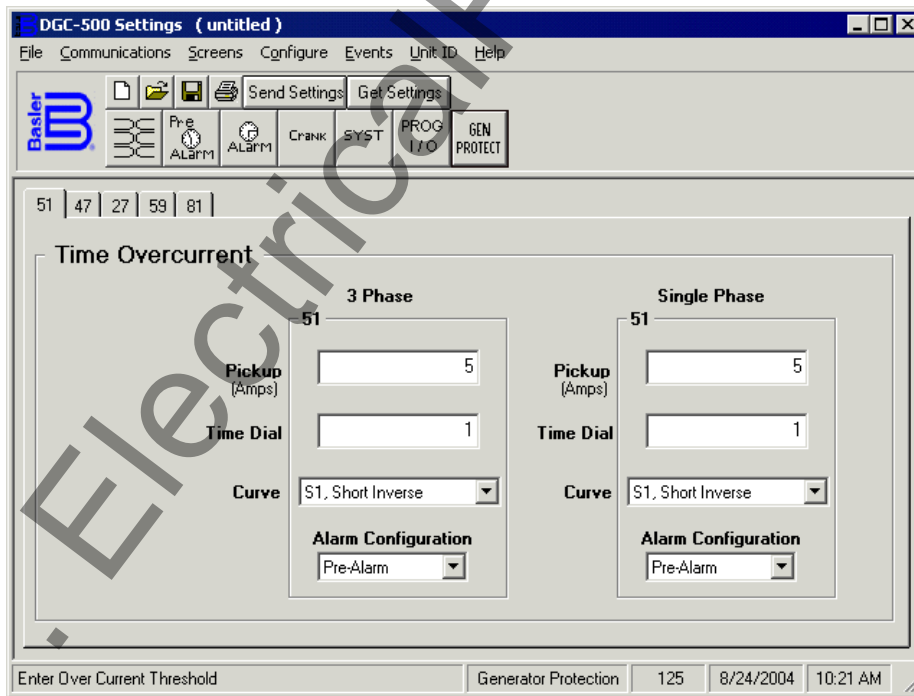 DGC-500 Settings ( untitled )
File Communications Screens Configure Events Unit ID Help
Basler
Send Settings Get Settings
Pre ALarm
ALarm
Crank
SYST
PROG I/O
GEN PROTECT
51 47 27 59 81
Time Overcurrent
3 Phase Single Phase
51 51
Pickup 5 Pickup 5
(Amps) (Amps)
Time Dial 1 Time Dial 1
Curve S1, Short Inverse Curve S1, Short Inverse
Alarm Configuration Alarm Configuration
Pre-Alarm Pre-Alarm
Enter Over Current Threshold Generator Protection 125 8/24/2004 10:21 AM
. Electrical